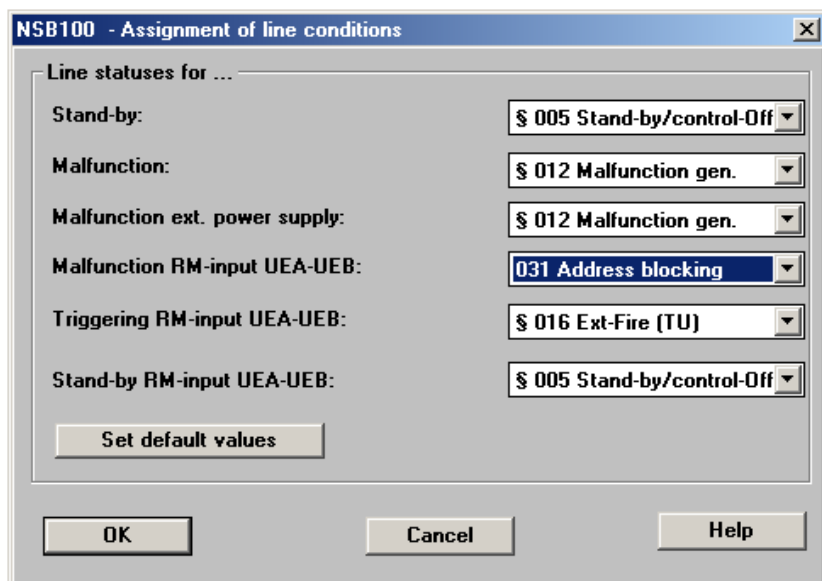 NSB100 - Assignment of line conditions
Line statuses for ...
Stand-by: § 005 Stand-by/control-Off
Malfunction: § 012 Malfunction gen.
Malfunction ext. power supply: § 012 Malfunction gen.
Malfunction RM-input UEA-UEB: 031 Address blocking
Triggering RM-input UEA-UEB: § 016 Ext-Fire (TU)
Stand-by RM-input UEA-UEB: § 005 Stand-by/control-Off
Set default values
OK Cancel Help